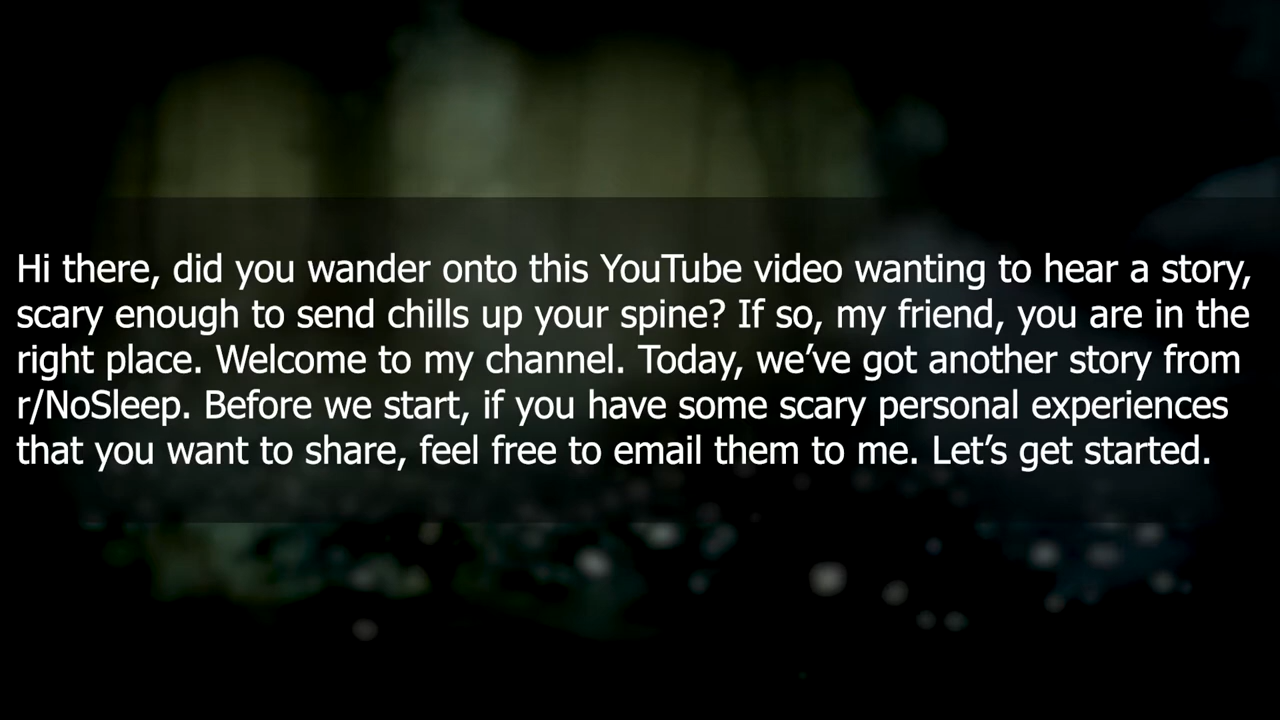 Hi there, did you wander onto this YouTube video wanting to hear a story,
scary enough to send chills up your spine? If so, my friend, you are in the
right place. Welcome to my channel. Today, we’ve got another story from
r/NoSleep. Before we start, if you have some scary personal experiences
that you want to share, feel free to email them to me. Let’s get started.